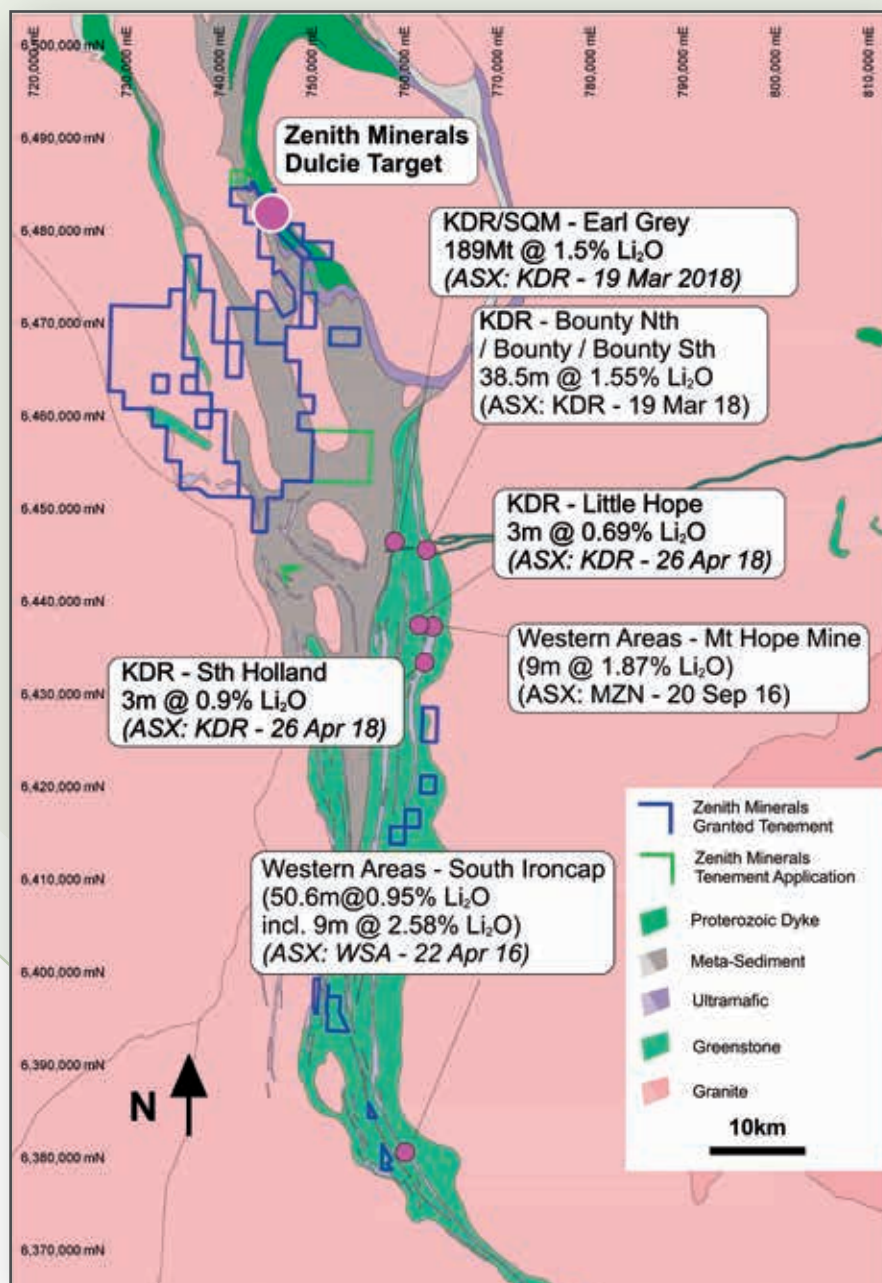 720,000 mE
730,000 mE
740,000 mE
750,000 mE
760,000 mE
770,000 mE
780,000 mE
790,000 mE
800,000 mE
810,000 mE
6,500,000 mN
6,490,000 mN
6,480,000 mN
6,470,000 mN
6,460,000 mN
6,450,000 mN
6,440,000 mN
6,430,000 mN
6,420,000 mN
6,410,000 mN
6,400,000 mN
6,390,000 mN
6,380,000 mN
6,370,000 mN
Zenith Minerals
Dulcie Target
KDR/SQM - Earl Grey
189Mt @ 1.5% Li₂O
(ASX: KDR - 19 Mar 2018)
KDR - Bounty Nth
/ Bounty / Bounty Sth
38.5m @ 1.55% Li₂O
(ASX: KDR - 19 Mar 18)
KDR - Little Hope
3m @ 0.69% Li₂O
(ASX: KDR - 26 Apr 18)
Western Areas - Mt Hope Mine
(9m @ 1.87% Li₂O)
(ASX: MZN - 20 Sep 16)
KDR - Sth Holland
3m @ 0.9% Li₂O
(ASX: KDR - 26 Apr 18)
Western Areas - South Ironcap
(50.6m@0.95% Li₂O
incl. 9m @ 2.58% Li₂O)
(ASX: WSA - 22 Apr 16)
Zenith Minerals
Granted Tenement
Zenith Minerals
Tenement Application
Proterozoic Dyke
Meta-Sediment
Ultramafic
Greenstone
Granite
10km
N